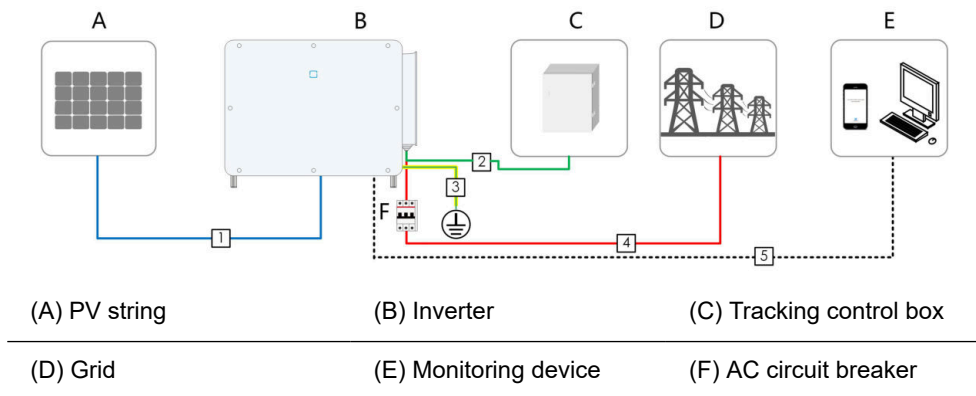 A B C D E
2
3
F
1 4
5
(A) PV string (B) Inverter (C) Tracking control box
(D) Grid (E) Monitoring device (F) AC circuit breaker